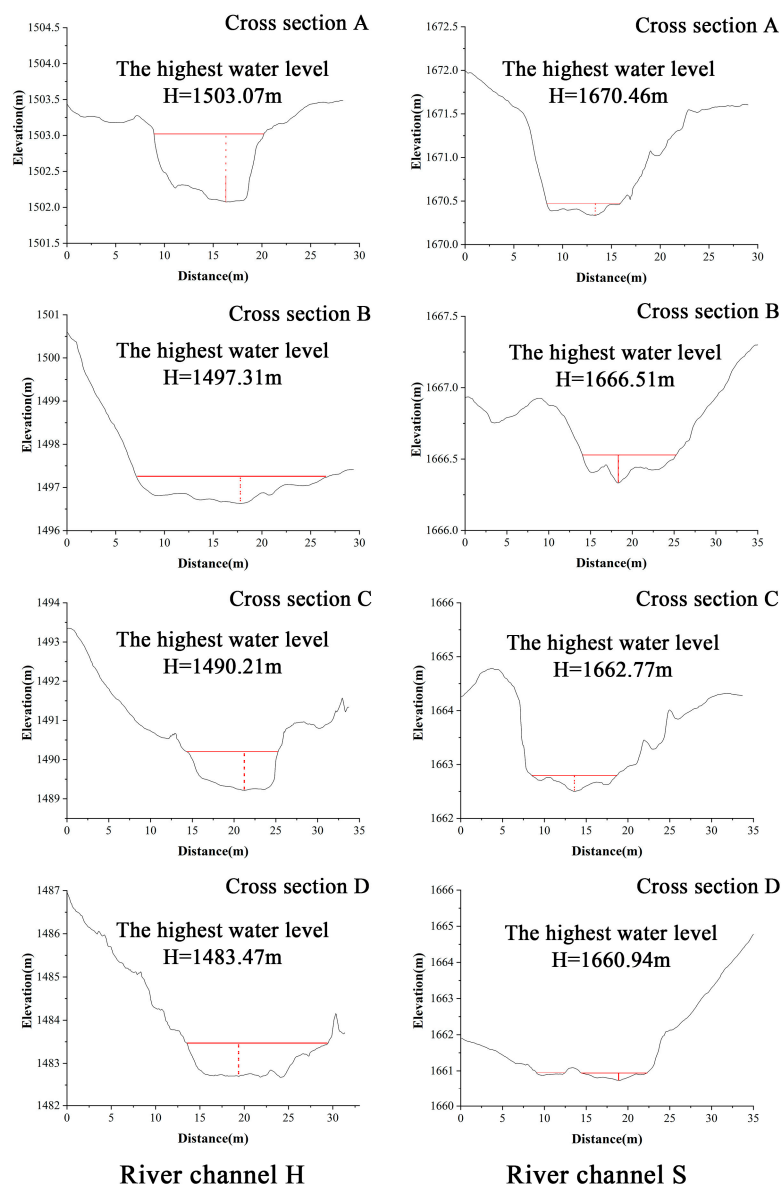 Cross section A
The highest water level
H=1503.07m
Elevation(m)
1504.5
1504.0
1503.5
1503.0
1502.5
1502.0
1501.5
0 5 10 15 20 25 30
Distance(m)
Cross section A
The highest water level
H=1670.46m
Elevation(m)
1672.5
1672.0
1671.5
1671.0
1670.5
1670.0
0 5 10 15 20 25 30
Distance(m)
Cross section B
The highest water level
H=1497.31m
Elevation(m)
1501
1500
1499
1498
1497
1496
0 5 10 15 20 25 30
Distance(m)
Cross section B
The highest water level
H=1666.51m
Elevation(m)
1667.5
1667.0
1666.5
1666.0
0 5 10 15 20 25 30 35
Distance(m)
Cross section C
The highest water level
H=1490.21m
Elevation(m)
1494
1493
1492
1491
1490
1489
0 5 10 15 20 25 30 35
Distance(m)
Cross section C
The highest water level
H=1662.77m
Elevation(m)
1666
1665
1664
1663
1662
0 5 10 15 20 25 30 35
Distance(m)
Cross section D
The highest water level
H=1483.47m
Elevation(m)
1487
1486
1485
1484
1483
1482
0 5 10 15 20 25 30
Distance(m)
Cross section D
The highest water level
H=1660.94m
Elevation(m)
1666
1665
1664
1663
1662
1661
1660
0 5 10 15 20 25 30 35
Distance(m)
River channel H
River channel S